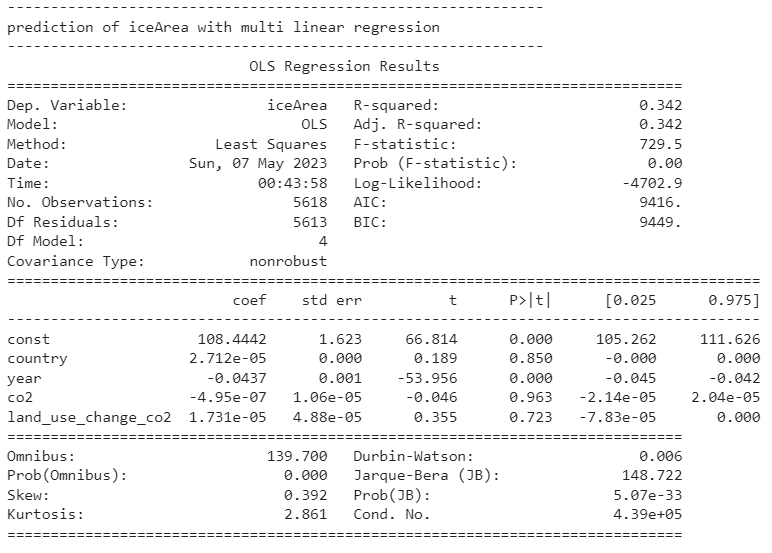 --------------------------------------------------------------
prediction of iceArea with multi linear regression
--------------------------------------------------------------
                            OLS Regression Results
==============================================================================
Dep. Variable:                iceArea   R-squared:                       0.342
Model:                            OLS   Adj. R-squared:                  0.342
Method:                 Least Squares   F-statistic:                     729.5
Date:                Sun, 07 May 2023   Prob (F-statistic):               0.00
Time:                        00:43:58   Log-Likelihood:                -4702.9
No. Observations:                5618   AIC:                             9416.
Df Residuals:                    5613   BIC:                             9449.
Df Model:                           4
Covariance Type:            nonrobust
=======================================================================================
                          coef    std err          t      P>|t|      [0.025      0.975]
---------------------------------------------------------------------------------------
const                 108.4442      1.623     66.814      0.000     105.262     111.626
country              2.712e-05      0.000      0.189      0.850      -0.000       0.000
year                   -0.0437      0.001    -53.956      0.000      -0.045      -0.042
co2                  -4.95e-07   1.06e-05     -0.046      0.963   -2.14e-05    2.04e-05
land_use_change_co2  1.731e-05   4.88e-05      0.355      0.723   -7.83e-05       0.000
==============================================================================
Omnibus:                      139.700   Durbin-Watson:                   0.006
Prob(Omnibus):                  0.000   Jarque-Bera (JB):              148.722
Skew:                           0.392   Prob(JB):                     5.07e-33
Kurtosis:                       2.861   Cond. No.                     4.39e+05
==============================================================================